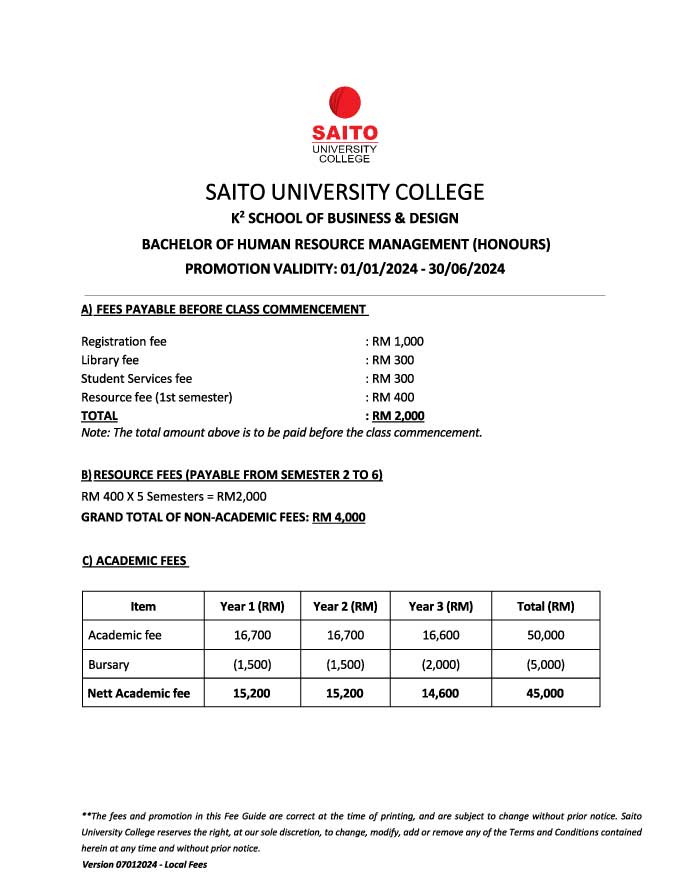 SAITO
UNIVERSITY
COLLEGE
SAITO UNIVERSITY COLLEGE
K² SCHOOL OF BUSINESS & DESIGN
BACHELOR OF HUMAN RESOURCE MANAGEMENT (HONOURS)
PROMOTION VALIDITY: 01/01/2024 - 30/06/2024
A) FEES PAYABLE BEFORE CLASS COMMENCEMENT
Registration fee : RM 1,000
Library fee : RM 300
Student Services fee : RM 300
Resource fee (1st semester) : RM 400
TOTAL : RM 2,000
Note: The total amount above is to be paid before the class commencement.
B) RESOURCE FEES (PAYABLE FROM SEMESTER 2 TO 6)
RM 400 X 5 Semesters = RM2,000
GRAND TOTAL OF NON-ACADEMIC FEES: RM 4,000
C) ACADEMIC FEES
Item Year 1 (RM) Year 2 (RM) Year 3 (RM) Total (RM)
Academic fee 16,700 16,700 16,600 50,000
Bursary (1,500) (1,500) (2,000) (5,000)
Nett Academic fee 15,200 15,200 14,600 45,000
**The fees and promotion in this Fee Guide are correct at the time of printing, and are subject to change without prior notice. Saito
University College reserves the right, at our sole discretion, to change, modify, add or remove any of the Terms and Conditions contained
herein at any time and without prior notice.
Version 07012024 - Local Fees